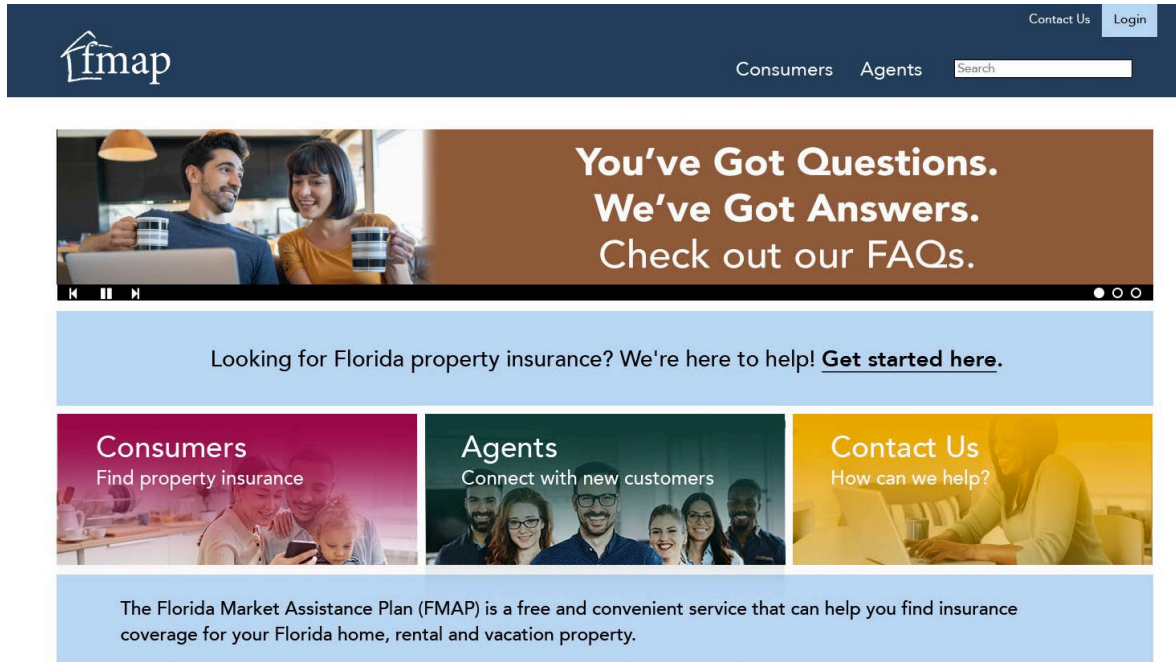 Contact Us Login
fmap
Consumers Agents Search
You've Got Questions.
We've Got Answers.
Check out our FAQs.
Looking for Florida property insurance? We're here to help! Get started here.
Consumers
Find property insurance
Agents
Connect with new customers
Contact Us
How can we help?
The Florida Market Assistance Plan (FMAP) is a free and convenient service that can help you find insurance
coverage for your Florida home, rental and vacation property.